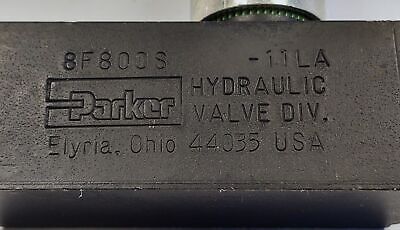 8F800S -11LA
Parker HYDRAULIC
VALVE DIV.
Elyria, Ohio 44035 USA